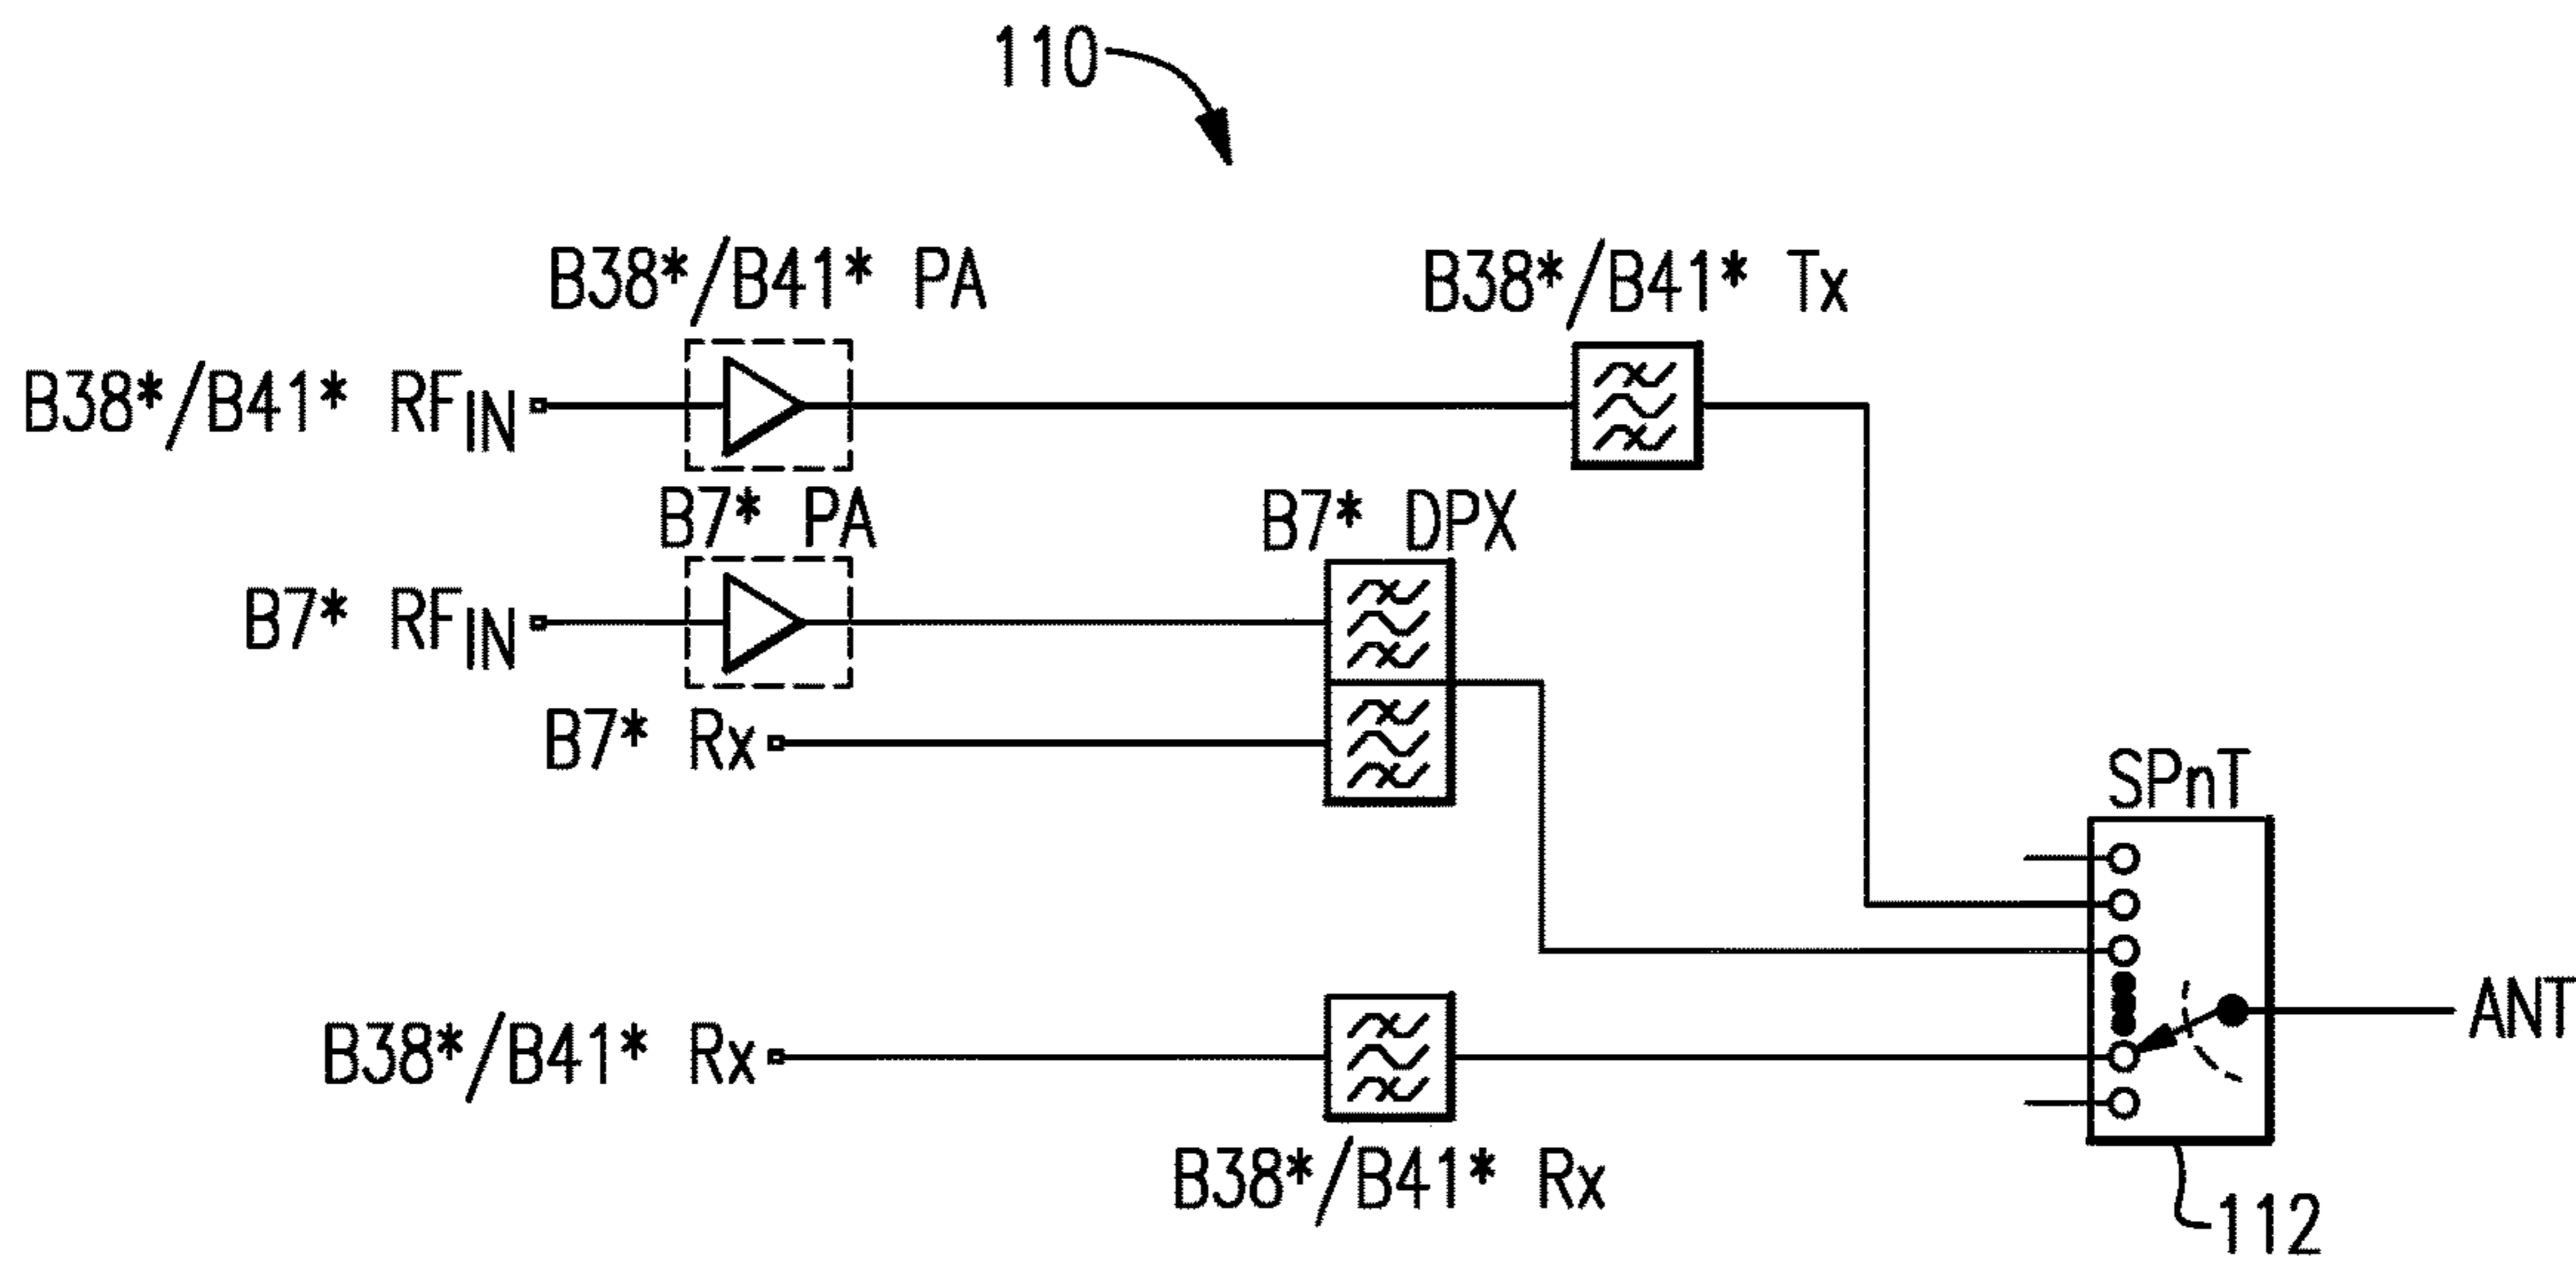 110
B38*/B41* PA
B38*/B41* Tx
B38*/B41* RFIN
B7* PA
B7* DPX
B7* RFIN
B7* Rx
SPnT
ANT
B38*/B41* Rx
B38*/B41* Rx
112